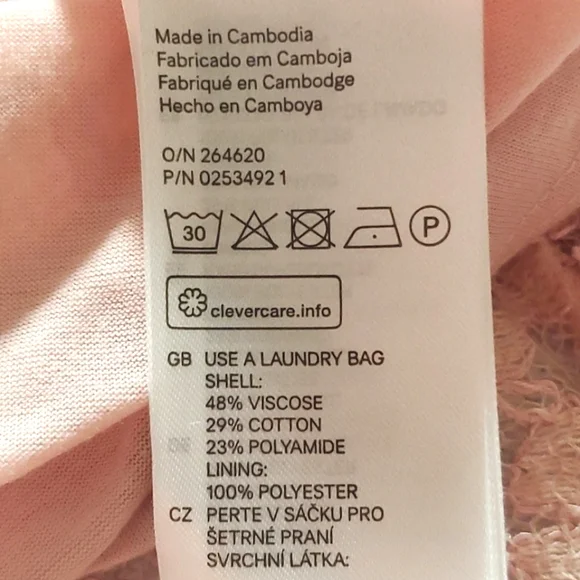 Made in Cambodia
Fabricado em Camboja
Fabriqué en Cambodge
Hecho en Camboya
O/N 264620
P/N 0253492 1
30
P
clevercare.info
GB USE A LAUNDRY BAG
SHELL:
48% VISCOSE
29% COTTON
23% POLYAMIDE
LINING:
100% POLYESTER
CZ PERTE V SÁČKU PRO
ŠETRNÉ PRANÍ
SVRCHNÍ LÁTKA: